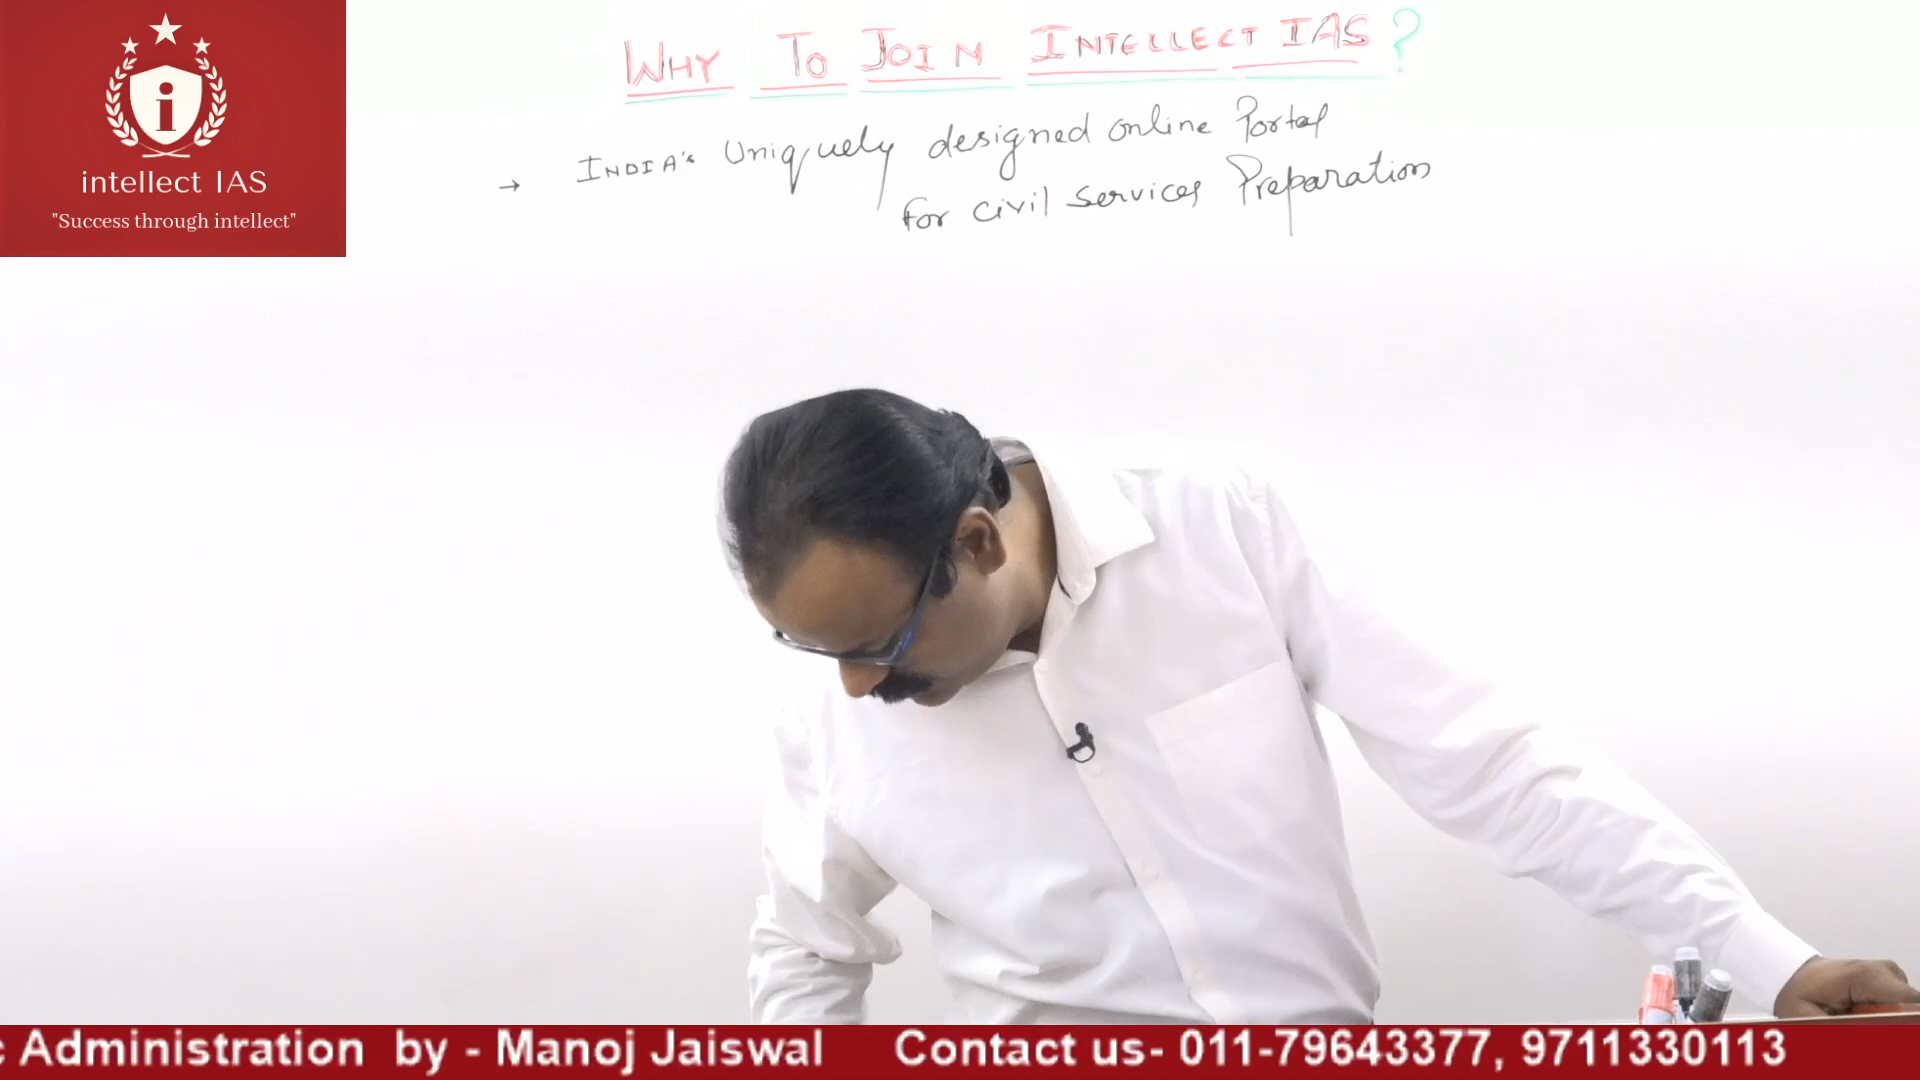 i
intellect IAS
"Success through intellect"
WHY TO JOIN INTELLECT IAS?
→ INDIA's Uniquely designed online Portal
for civil services Preparation
c Administration by - Manoj Jaiswal Contact us- 011-79643377, 9711330113